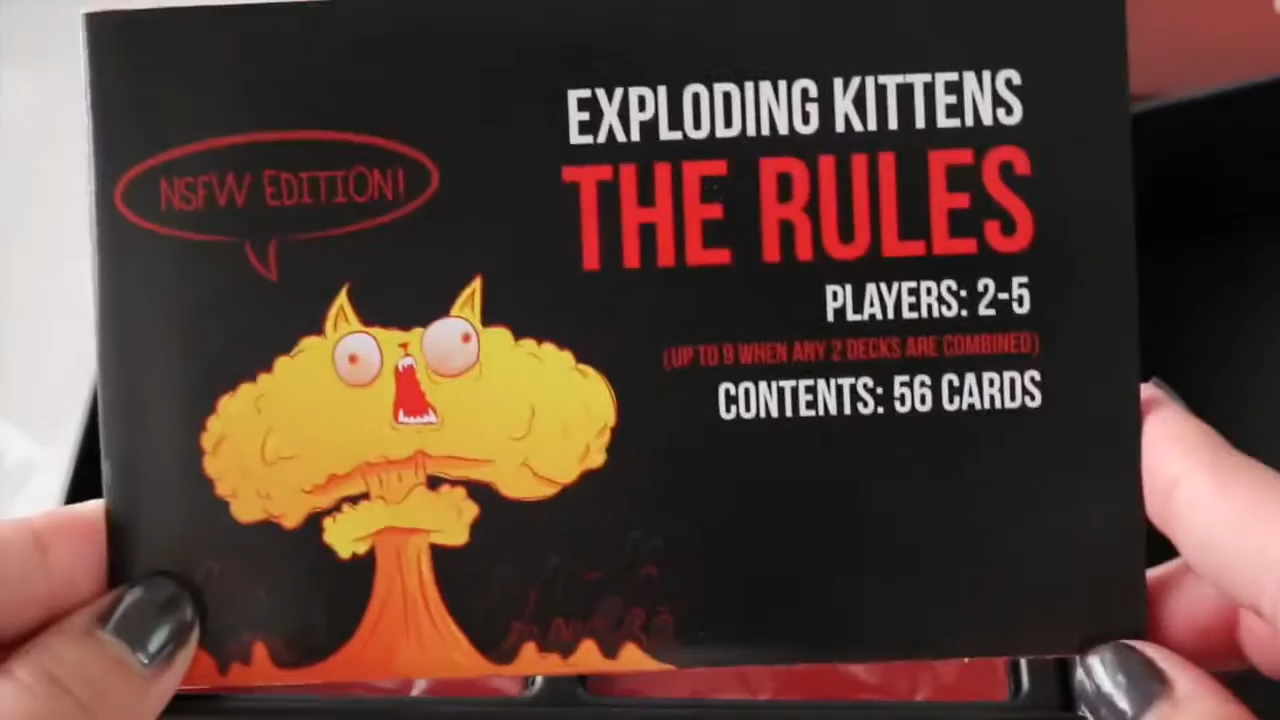 NSFW EDITION!
EXPLODING KITTENS
THE RULES
PLAYERS: 2-5
(UP TO 9 WHEN ANY 2 DECKS ARE COMBINED)
CONTENTS: 56 CARDS